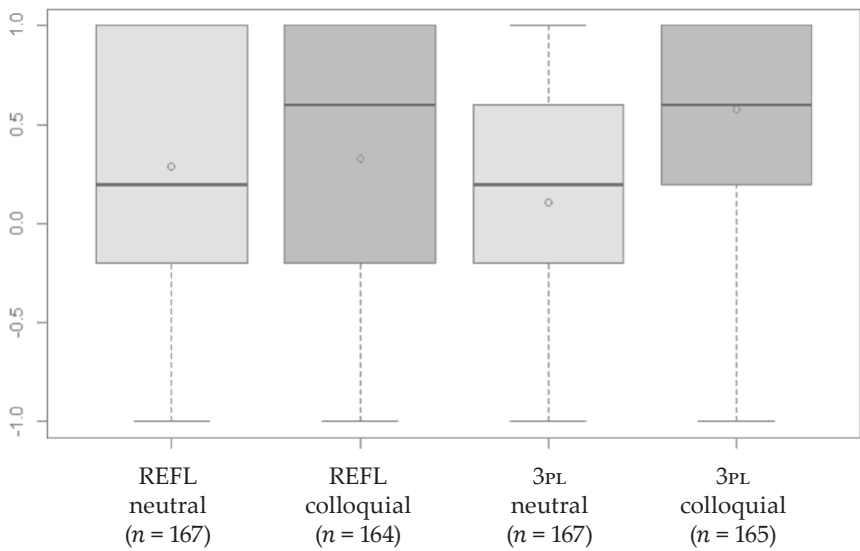 1.0
0.5
0.0
-0.5
-1.0
REFL
neutral
(n = 167)
REFL
colloquial
(n = 164)
3PL
neutral
(n = 167)
3PL
colloquial
(n = 165)